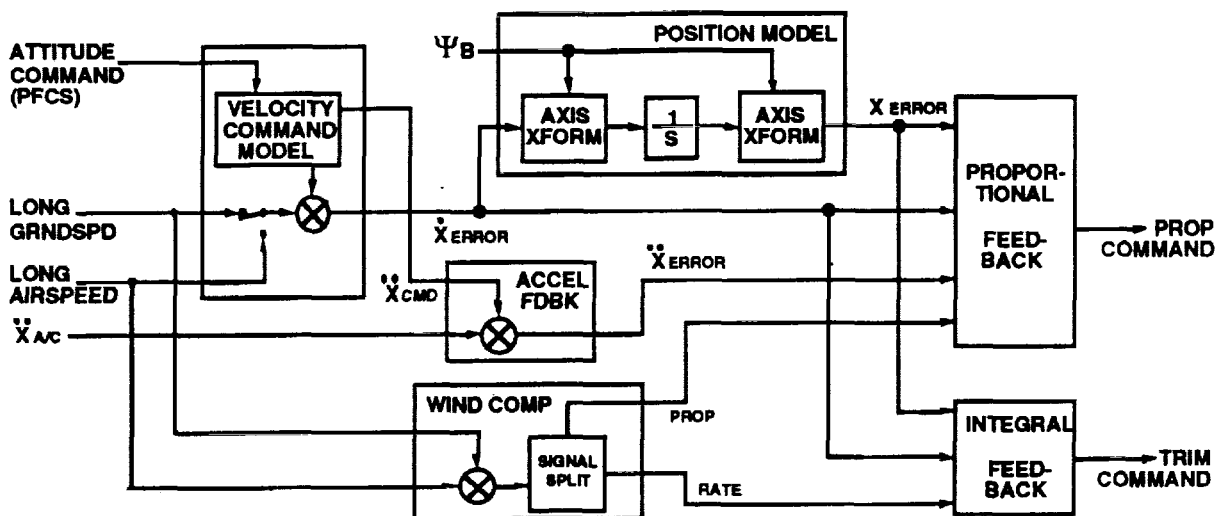 ATTITUDE
COMMAND
(PFCS)
VELOCITY
COMMAND
MODEL
LONG
GRNDSPD
LONG
AIRSPEED
Ẍ A/C
Ψ B
POSITION MODEL
AXIS
XFORM
1
S
AXIS
XFORM
X ERROR
Ẋ ERROR
Ẍ CMD
ACCEL
FDBK
Ẍ ERROR
WIND COMP
SIGNAL
SPLIT
PROP
RATE
PROPOR-
TIONAL
FEED-
BACK
PROP
COMMAND
INTEGRAL
FEED-
BACK
TRIM
COMMAND